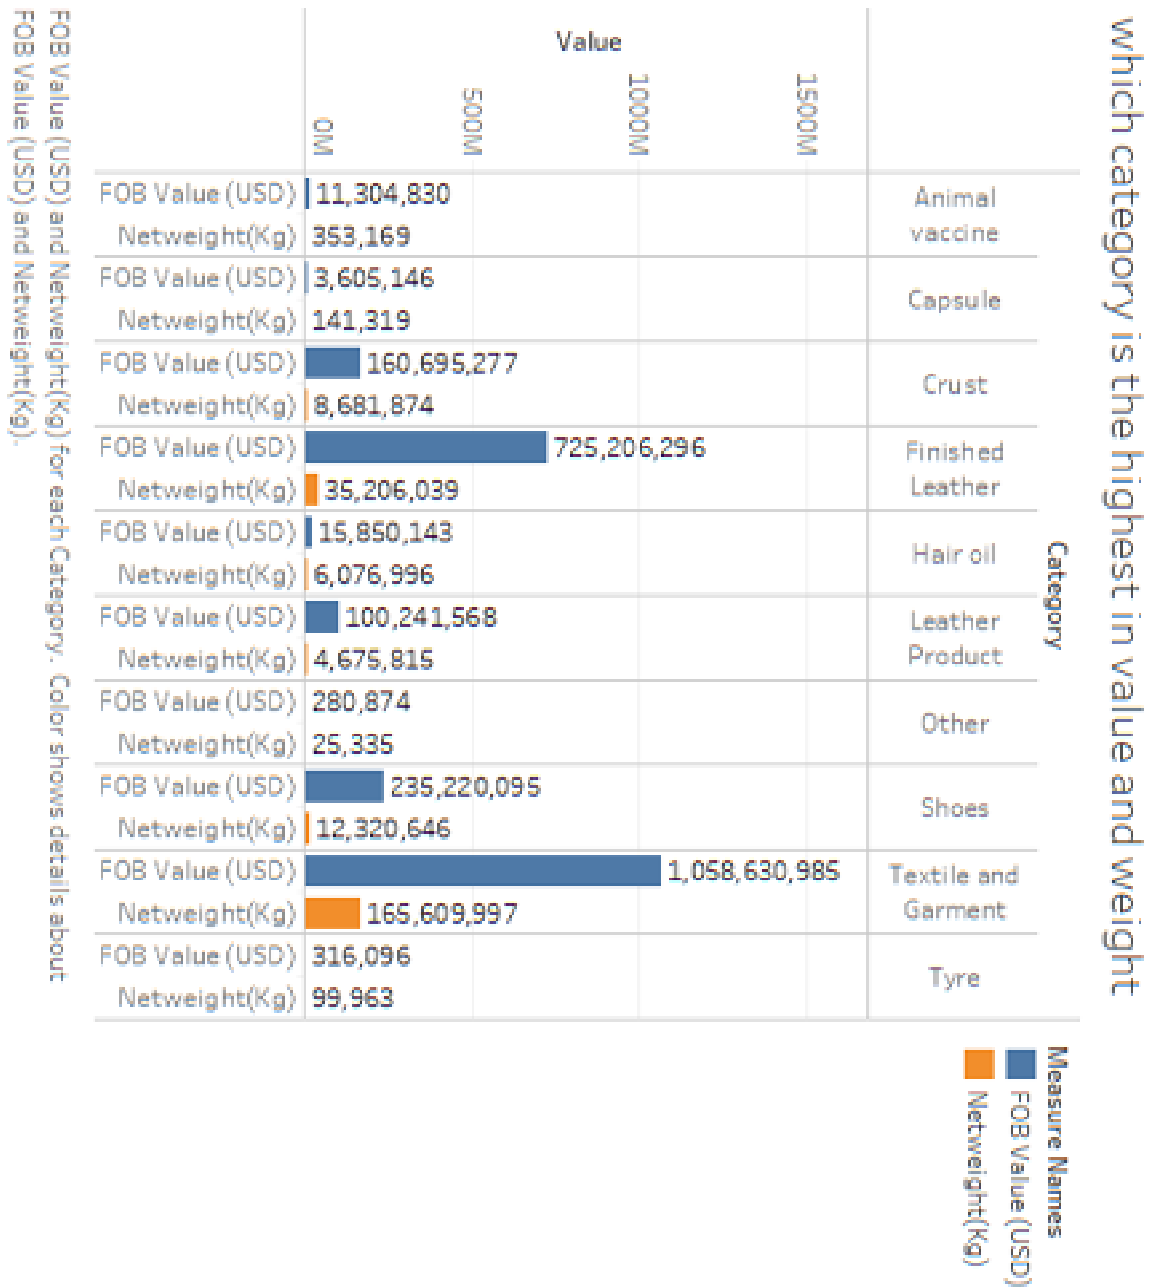 which category is the highest in value and weight
Category
Animal
vaccine
Capsule
Crust
Finished
Leather
Hair oil
Leather
Product
Other
Shoes
Textile and
Garment
Tyre
Value
1500M
1000M
500M
0M
FOB Value (USD) 11,304,830
Netweight(Kg) 353,169
FOB Value (USD) 3,605,146
Netweight(Kg) 141,319
FOB Value (USD) 160,695,277
Netweight(Kg) 8,681,874
FOB Value (USD) 725,206,296
Netweight(Kg) 35,206,039
FOB Value (USD) 15,850,143
Netweight(Kg) 6,076,996
FOB Value (USD) 100,241,568
Netweight(Kg) 4,675,815
FOB Value (USD) 280,874
Netweight(Kg) 25,335
FOB Value (USD) 235,220,095
Netweight(Kg) 12,320,646
FOB Value (USD) 1,058,630,985
Netweight(Kg) 165,609,997
FOB Value (USD) 316,096
Netweight(Kg) 99,963
Measure Names
FOB Value (USD)
Netweight(Kg)
FOB Value (USD) and Netweight(Kg) for each Category. Color shows details about
FOB Value (USD) and Netweight(Kg).